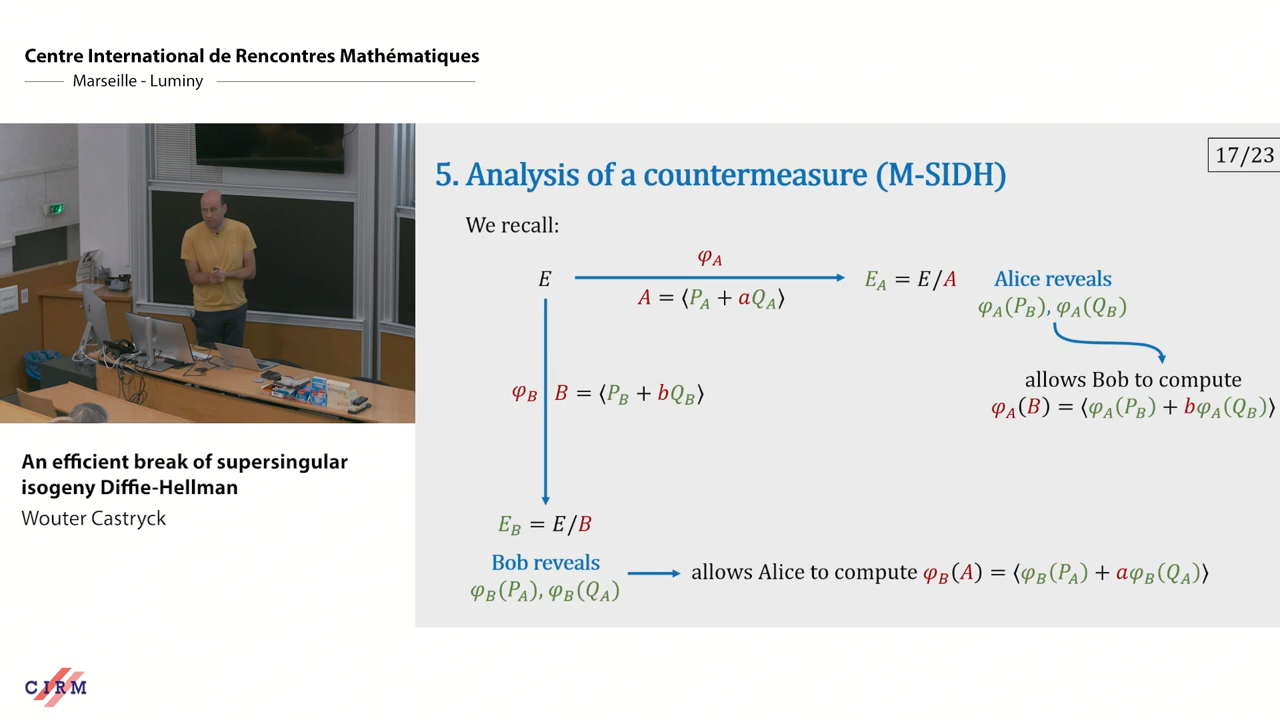 Centre International de Rencontres Mathématiques
Marseille - Luminy
17/23
5. Analysis of a countermeasure (M-SIDH)
We recall:
φ_A
E
E_A = E/A
A = ⟨P_A + aQ_A⟩
Alice reveals
φ_A(P_B), φ_A(Q_B)
allows Bob to compute
φ_A(B) = ⟨φ_A(P_B) + bφ_A(Q_B)⟩
φ_B
B = ⟨P_B + bQ_B⟩
E_B = E/B
Bob reveals
φ_B(P_A), φ_B(Q_A)
allows Alice to compute φ_B(A) = ⟨φ_B(P_A) + aφ_B(Q_A)⟩
An efficient break of supersingular
isogeny Diffie-Hellman
Wouter Castryck
CIRM